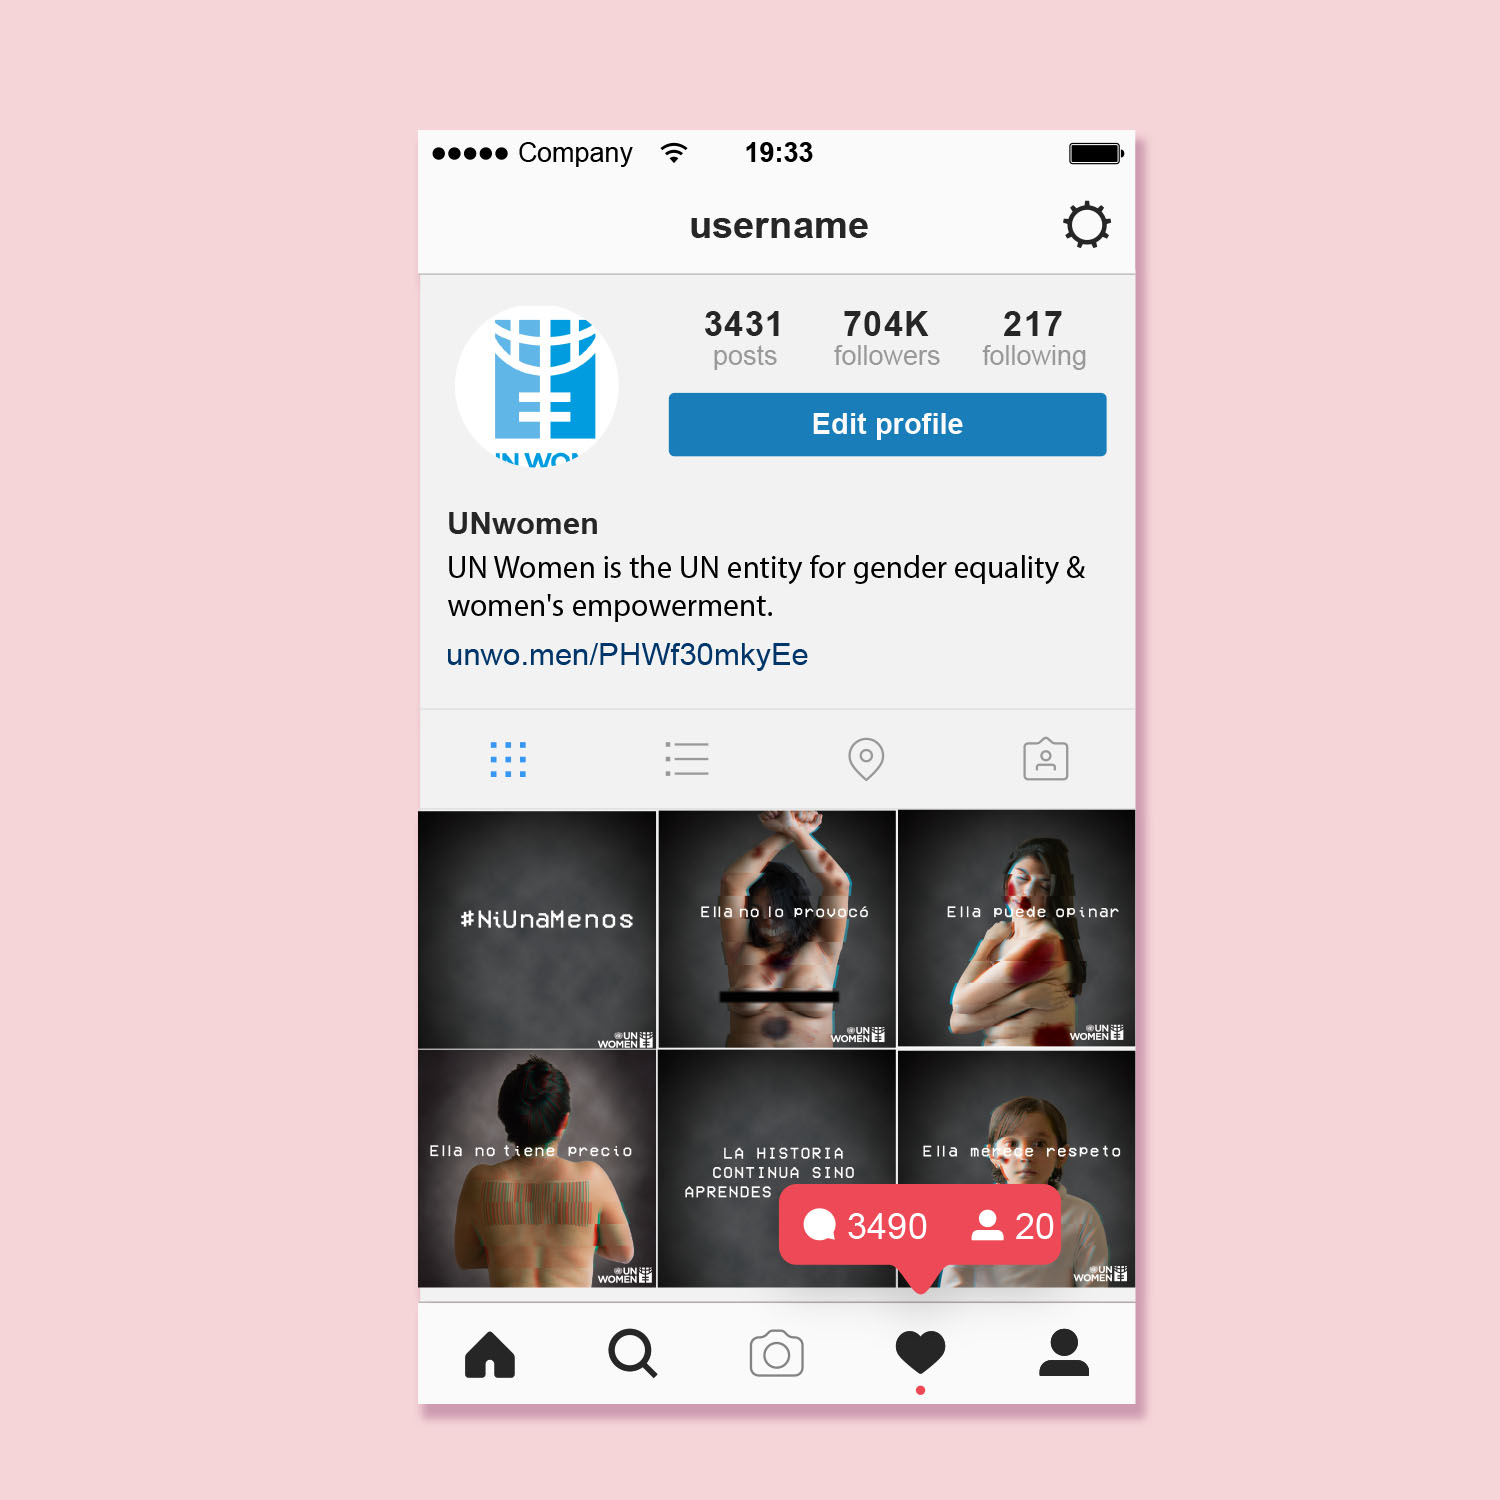 Company 19:33
username
3431 704K 217
posts followers following
Edit profile
UN WOM
UNwomen
UN Women is the UN entity for gender equality &
women's empowerment.
unwo.men/PHWf30mkyEe
#NiUnaMenos
UN
WOMEN
Ella no lo provocó
UN
WOMEN
Ella puede opinar
UN
WOMEN
Ella no tiene precio
UN
WOMEN
LA HISTORIA
CONTINUA SINO
APRENDES
Ella merece respeto
UN
WOMEN
3490 20